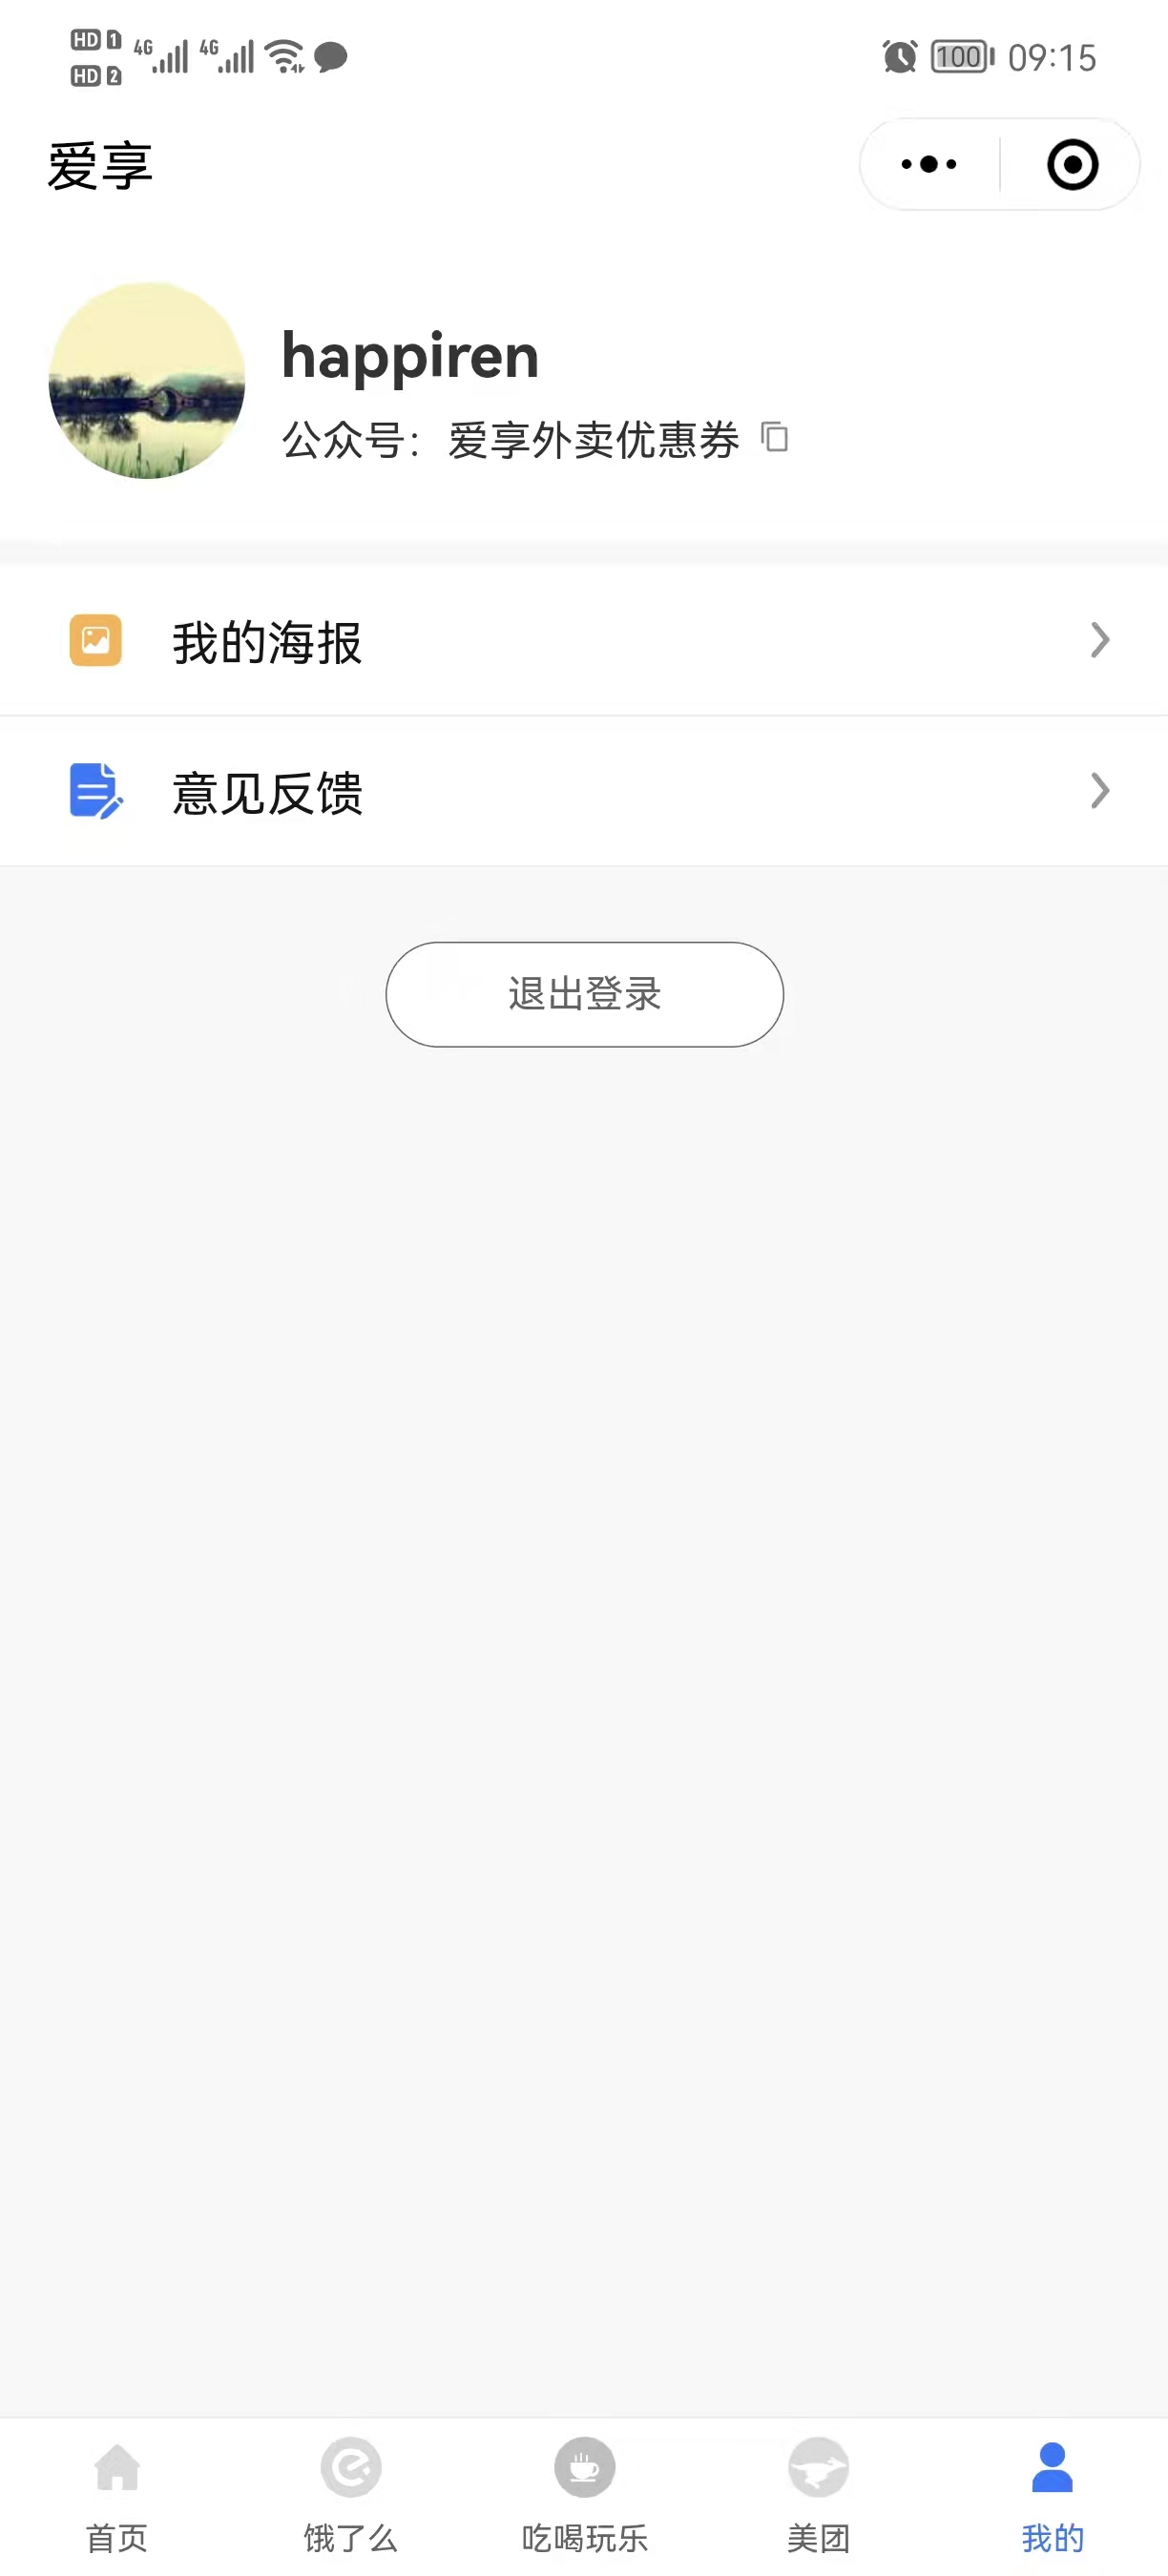 HD 1 4G 4G 100 09:15
HD 2
爱享
happiren
公众号：爱享外卖优惠券
我的海报
意见反馈
退出登录
首页 饿了么 吃喝玩乐 美团 我的